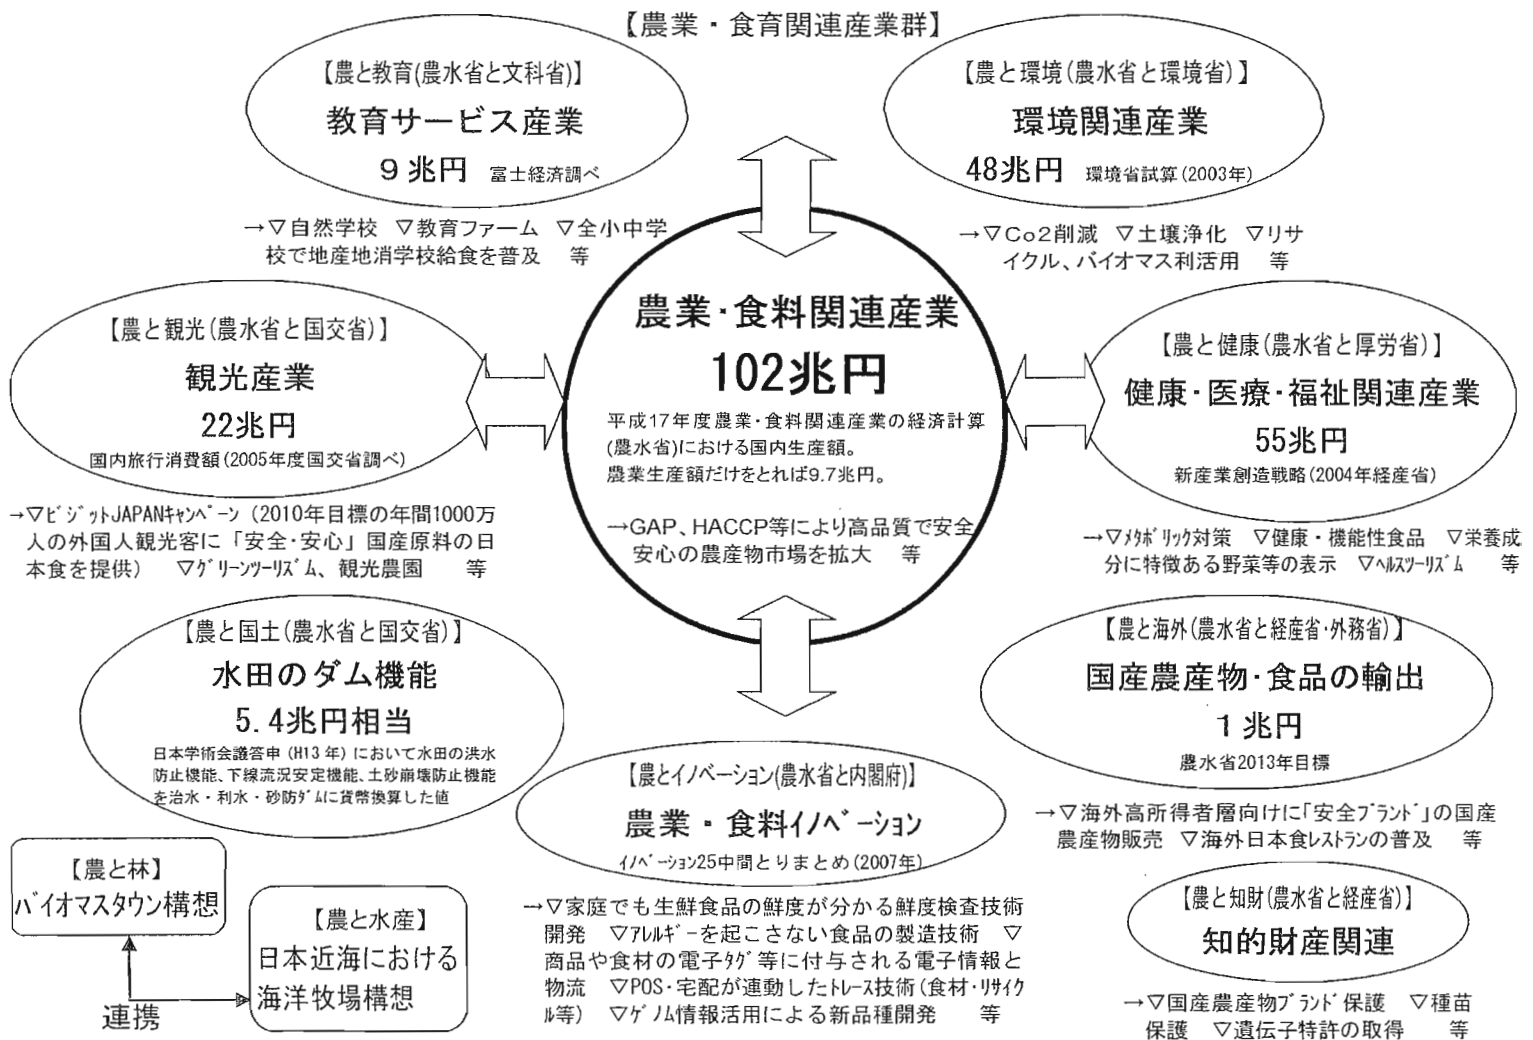 【農業・食育関連産業群】
【農と教育(農水省と文科省)】
教育サービス産業
9兆円 富士経済調べ
→▽自然学校 ▽教育ファーム ▽全小中学
校で地産地消学校給食を普及 等
【農と環境(農水省と環境省)】
環境関連産業
48兆円 環境省試算(2003年)
→▽Co2削減 ▽土壌浄化 ▽リサ
イクル、バイオマス利活用 等
【農と観光(農水省と国交省)】
観光産業
22兆円
国内旅行消費額(2005年度国交省調べ)
→▽ビジットJAPANキャンペーン(2010年目標の年間1000万
人の外国人観光客に「安全・安心」国産原料の日
本食を提供) ▽グリーンツーリズム、観光農園 等
農業・食料関連産業
102兆円
平成17年度農業・食料関連産業の経済計算
(農水省)における国内生産額。
農業生産額だけをとれば9.7兆円。
→GAP、HACCP等により高品質で安全
安心の農産物市場を拡大 等
【農と健康(農水省と厚労省)】
健康・医療・福祉関連産業
55兆円
新産業創造戦略(2004年経産省)
→▽メタボリック対策 ▽健康・機能性食品 ▽栄養成
分に特徴ある野菜等の表示 ▽ヘルスツーリズム 等
【農と国土(農水省と国交省)】
水田のダム機能
5.4兆円相当
日本学術会議答申(H13年)において水田の洪水
防止機能、下線流況安定機能、土砂崩壊防止機能
を治水・利水・砂防ダムに貨幣換算した値
【農と海外(農水省と経産省・外務省)】
国産農産物・食品の輸出
1兆円
農水省2013年目標
→▽海外高所得者層向けに「安全ブランド」の国産
農産物販売 ▽海外日本食レストランの普及 等
【農とイノベーション(農水省と内閣府)】
農業・食料イノベーション
イノベーション25中間とりまとめ(2007年)
→▽家庭でも生鮮食品の鮮度が分かる鮮度検査技術
開発 ▽アレルギーを起こさない食品の製造技術 ▽
商品や食材の電子タグ等に付与される電子情報と
物流 ▽POS・宅配が連動したトレース技術(食材・リサイク
ル等) ▽ゲノム情報活用による新品種開発 等
【農と知財(農水省と経産省)】
知的財産関連
→▽国産農産物ブランド保護 ▽種苗
保護 ▽遺伝子特許の取得 等
【農と林】
バイオマスタウン構想
【農と水産】
日本近海における
海洋牧場構想
連携